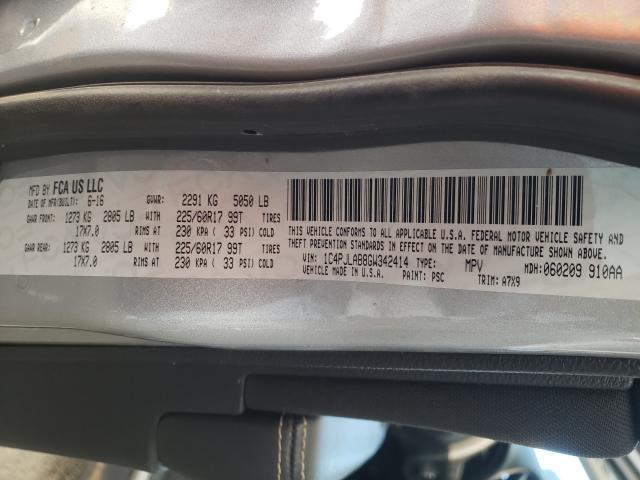 MFD BY FCA US LLC
DATE OF MFR(BUILT): 6-16 GVWR: 2291 KG 5050 LB
GAWR FRONT: 1273 KG 2805 LB WITH 225/60R17 99T TIRES
17X7.0 RIMS AT 230 KPA ( 33 PSI) COLD
GAWR REAR: 1273 KG 2805 LB WITH 225/60R17 99T TIRES
17X7.0 RIMS AT 230 KPA ( 33 PSI) COLD
THIS VEHICLE CONFORMS TO ALL APPLICABLE U.S.A. FEDERAL MOTOR VEHICLE SAFETY AND
THEFT PREVENTION STANDARDS IN EFFECT ON THE DATE OF MANUFACTURE SHOWN ABOVE.
VIN: 1C4PJLAB8GW342414 TYPE: MPV MDH: 060209 910AA
VEHICLE MADE IN U.S.A. PAINT: PSC TRIM: A7X9